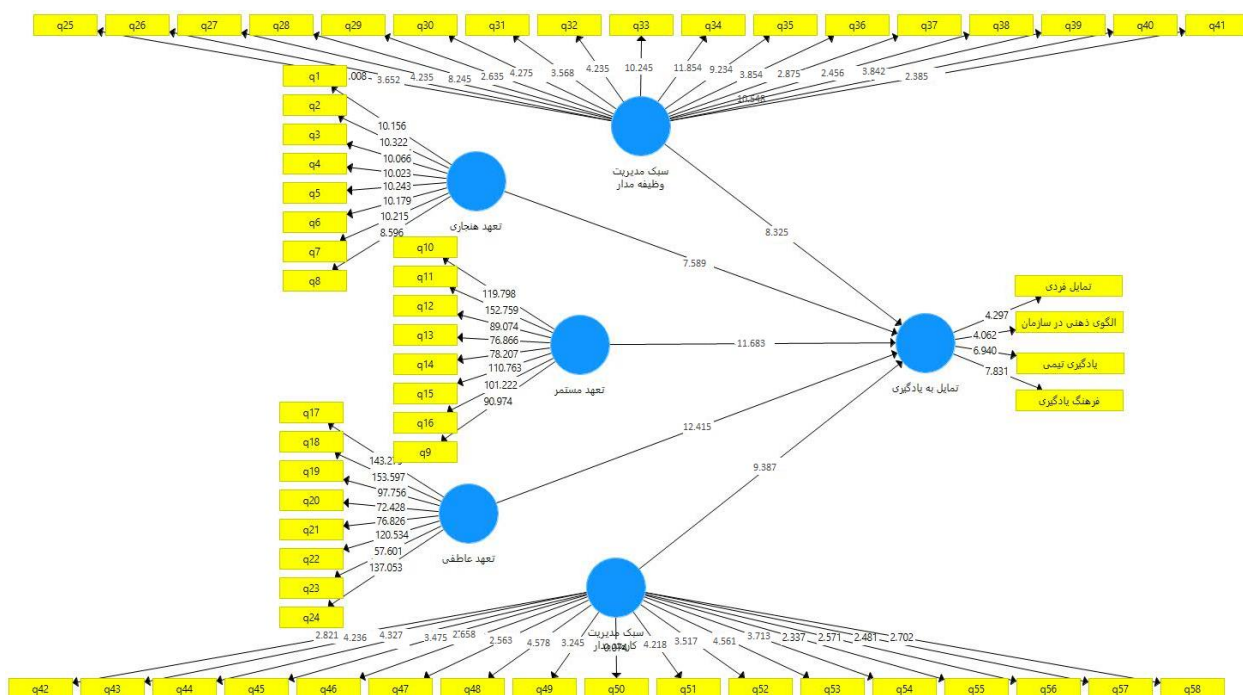 q25 q26 q27 q28 q29 q30 q31 q32 q33 q34 q35 q36 q37 q38 q39 q40 q41
.008 3.652 4.235 8.245 2.635 4.275 3.568 4.235 10.245 11.854 9.234 3.854 2.875 2.456 3.842 2.385
10.548
سبک مدیریت
وظیفه مدار
q1
q2
q3
q4
q5
q6
q7
q8
10.156
10.322
10.066
10.023
10.243
10.179
10.215
8.596
تعهد هنجاری
q10
q11
q12
q13
q14
q15
q16
q9
119.798
152.759
89.074
76.866
78.207
110.763
101.222
90.974
تعهد مستمر
q17
q18
q19
q20
q21
q22
q23
q24
153.597
97.756
72.428
76.826
120.534
57.601
137.053
تعهد عاطفی
8.325
7.589
11.683
12.415
9.387
تمایل به یادگیری
4.297
4.062
6.940
7.831
تمایل فردی
الگوی ذهنی در سازمان
یادگیری تیمی
فرهنگ یادگیری
سبک مدیریت
2.821 4.236 4.327 3.475 2.658 2.563 4.578 3.245 4.218 3.517 4.561 3.713 2.337 2.571 2.481 2.702
q42 q43 q44 q45 q46 q47 q48 q49 q50 q51 q52 q53 q54 q55 q56 q57 q58